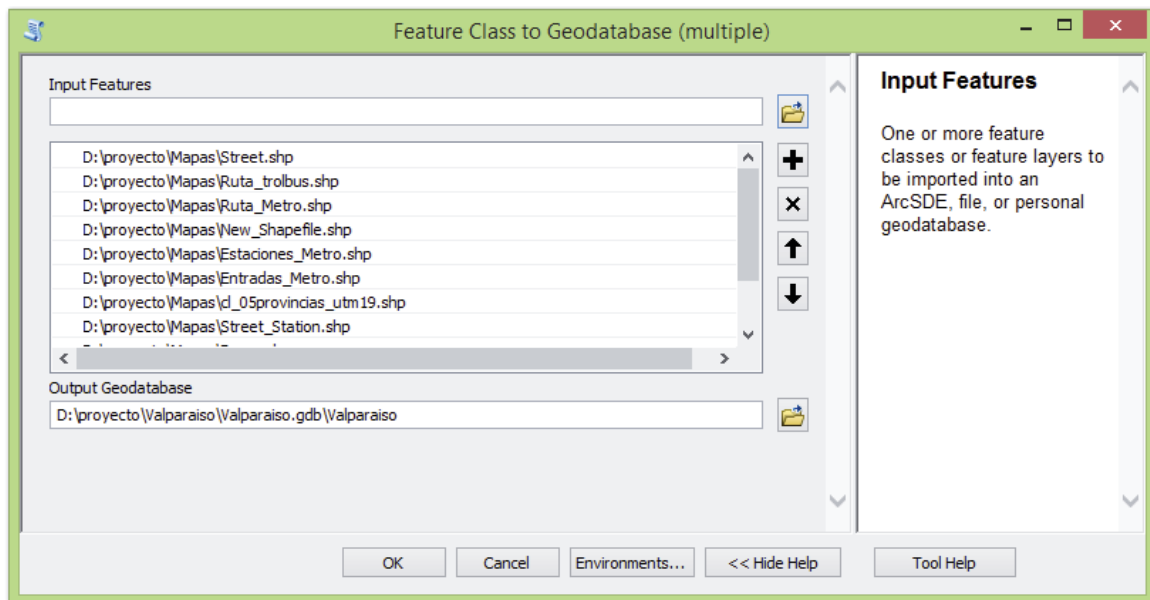 Feature Class to Geodatabase (multiple)
Input Features
D:\proyecto\Mapas\Street.shp
D:\proyecto\Mapas\Ruta_trolbus.shp
D:\proyecto\Mapas\Ruta_Metro.shp
D:\proyecto\Mapas\New_Shapefile.shp
D:\proyecto\Mapas\Estaciones_Metro.shp
D:\proyecto\Mapas\Entradas_Metro.shp
D:\proyecto\Mapas\cl_05provincias_utm19.shp
D:\proyecto\Mapas\Street_Station.shp
Output Geodatabase
D:\proyecto\Valparaiso\Valparaiso.gdb\Valparaiso
OK
Cancel
Environments...
<< Hide Help
Input Features
One or more feature
classes or feature layers to
be imported into an
ArcSDE, file, or personal
geodatabase.
Tool Help